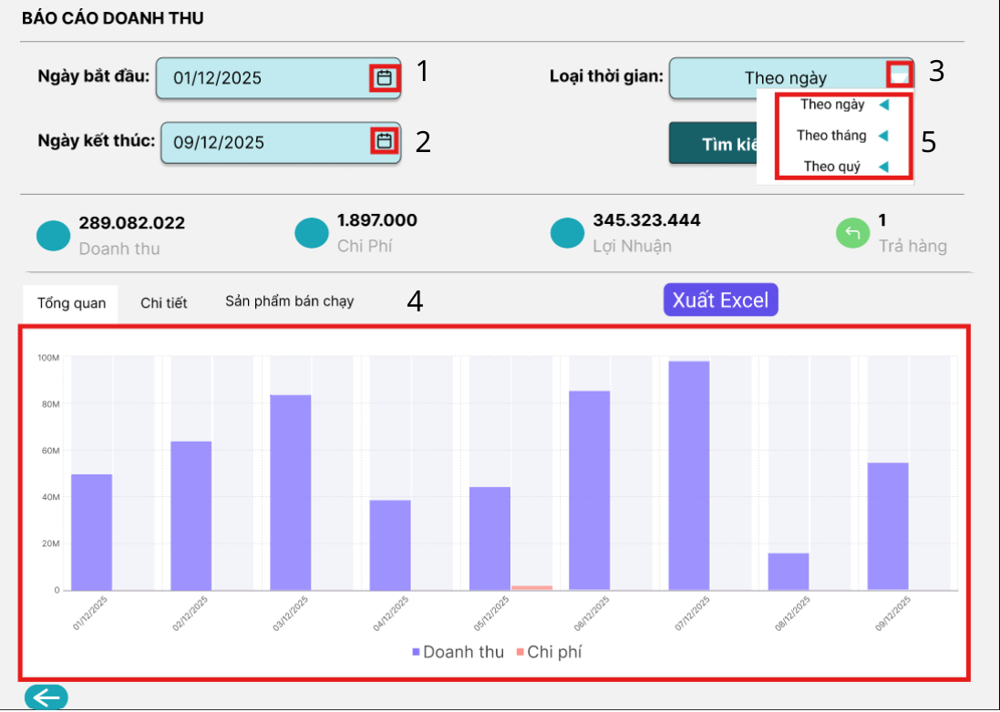 BÁO CÁO DOANH THU
Ngày bắt đầu: 01/12/2025 1
Loại thời gian: Theo ngày 3
Ngày kết thúc: 09/12/2025 2
Tìm kiế
Theo ngày
Theo tháng
Theo quý
5
289.082.022
Doanh thu
1.897.000
Chi Phí
345.323.444
Lợi Nhuận
1
Trả hàng
Tổng quan Chi tiết Sản phẩm bán chạy 4 Xuất Excel
100M
80M
60M
40M
20M
0
01/12/2025 02/12/2025 03/12/2025 04/12/2025 05/12/2025 06/12/2025 07/12/2025 08/12/2025 09/12/2025
Doanh thu Chi phí